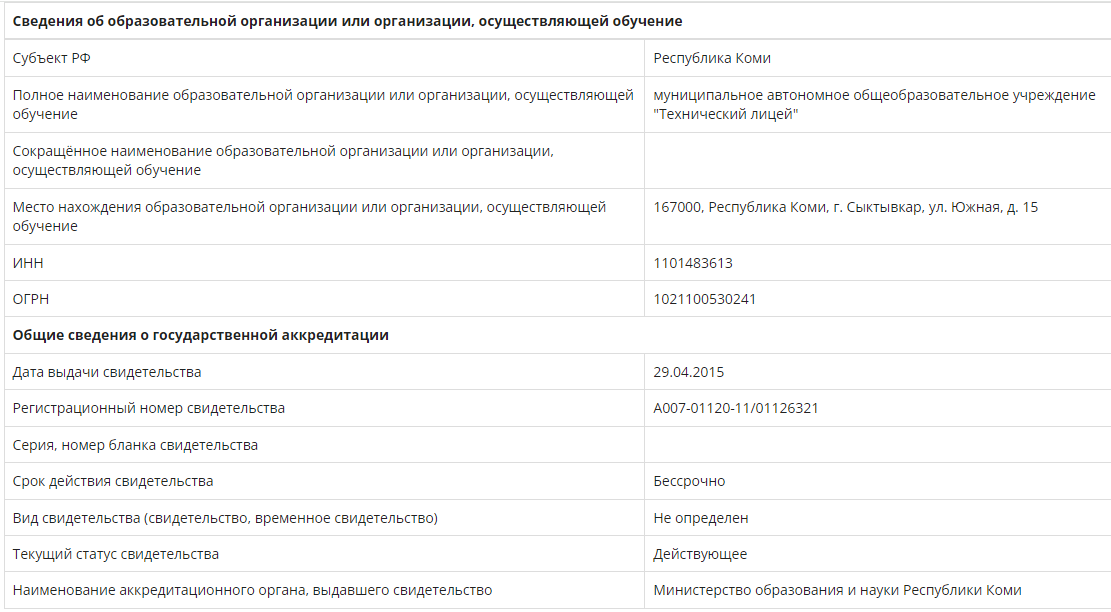 Сведения об образовательной организации или организации, осуществляющей обучение
Субъект РФ
Республика Коми
Полное наименование образовательной организации или организации, осуществляющей
обучение
муниципальное автономное общеобразовательное учреждение
"Технический лицей"
Сокращённое наименование образовательной организации или организации,
осуществляющей обучение
Место нахождения образовательной организации или организации, осуществляющей
обучение
167000, Республика Коми, г. Сыктывкар, ул. Южная, д. 15
ИНН
1101483613
ОГРН
1021100530241
Общие сведения о государственной аккредитации
Дата выдачи свидетельства
29.04.2015
Регистрационный номер свидетельства
А007-01120-11/01126321
Серия, номер бланка свидетельства
Срок действия свидетельства
Бессрочно
Вид свидетельства (свидетельство, временное свидетельство)
Не определен
Текущий статус свидетельства
Действующее
Наименование аккредитационного органа, выдавшего свидетельство
Министерство образования и науки Республики Коми